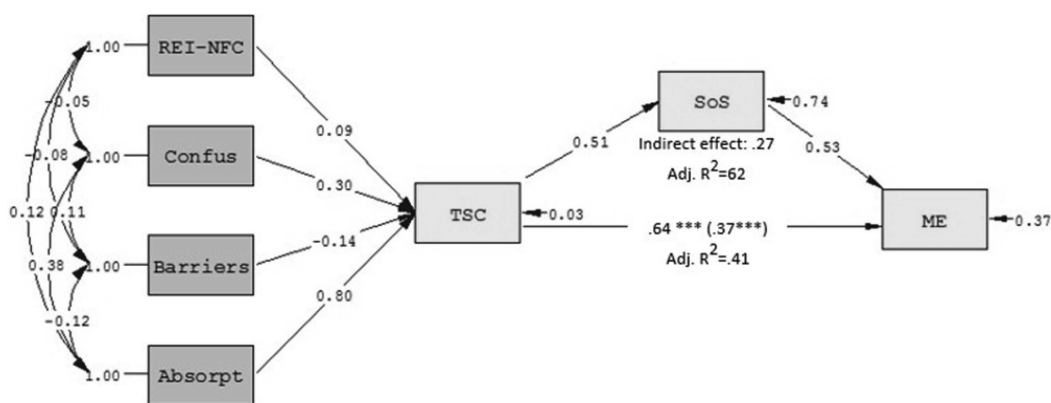 1.00
REI-NFC
-0.05
1.00
Confus
-0.08
0.12
0.11
0.38
1.00
Barriers
-0.12
1.00
Absorpt
0.09
0.30
-0.14
0.80
TSC
0.03
0.51
SoS
0.74
Indirect effect: .27
Adj. R²=62
0.53
.64 *** (.37***)
Adj. R²=.41
ME
0.37